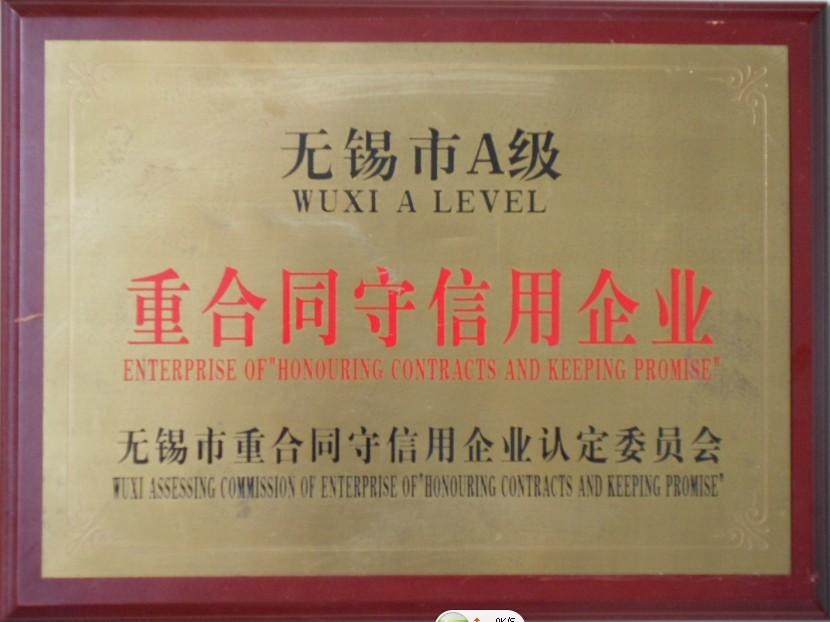 无锡市A级
WUXI A LEVEL
重合同守信用企业
ENTERPRISE OF"HONOURING CONTRACTS AND KEEPING PROMISE"
无锡市重合同守信用企业认定委员会
WUXI ASSESSING COMMISSION OF ENTERPRISE OF"HONOURING CONTRACTS AND KEEPING PROMISE"